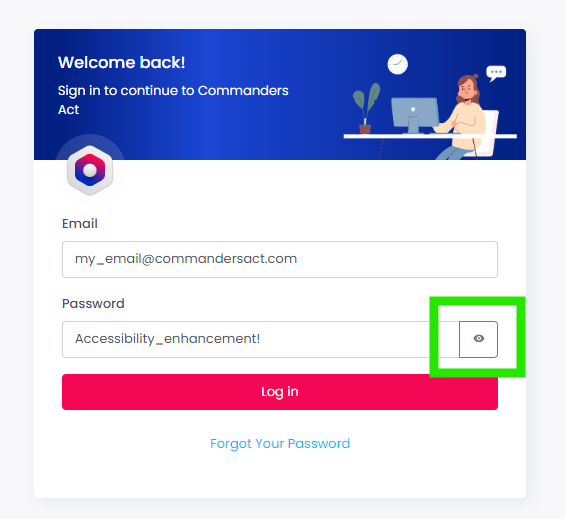 Welcome back!
Sign in to continue to Commanders
Act
Email
my_email@commandersact.com
Password
Accessibility_enhancement!
Log in
Forgot Your Password